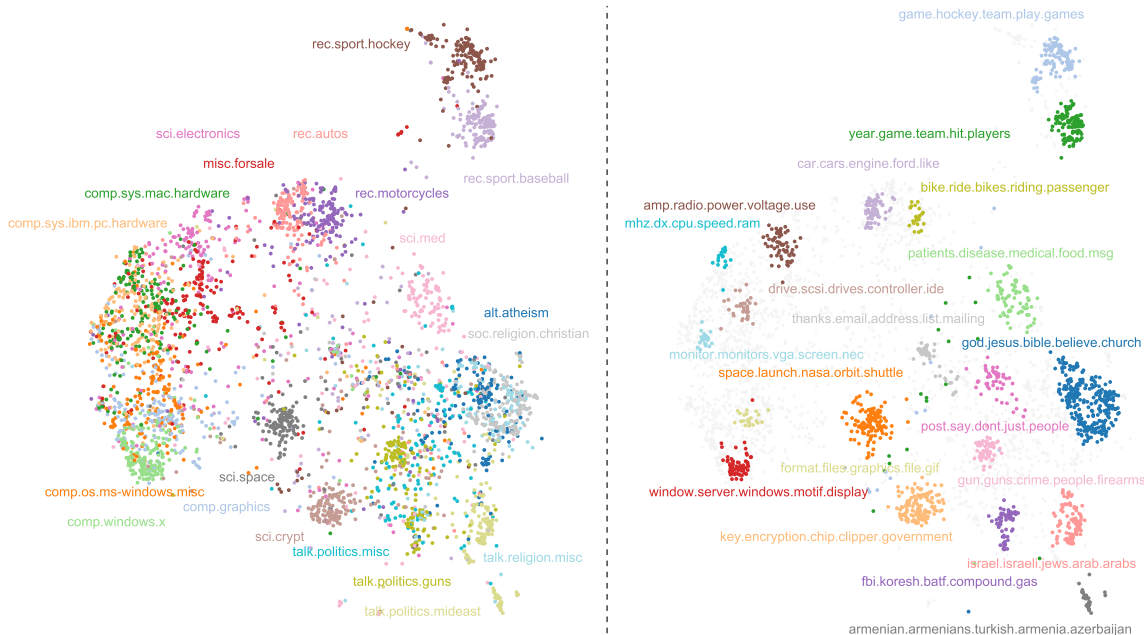 rec.sport.hockey
sci.electronics
rec.autos
misc.forsale
rec.sport.baseball
comp.sys.mac.hardware
rec.motorcycles
comp.sys.ibm.pc.hardware
sci.med
alt.atheism
soc.religion.christian
sci.space
comp.os.ms-windows.misc
comp.graphics
comp.windows.x
sci.crypt
talk.politics.misc
talk.religion.misc
talk.politics.guns
talk.politics.mideast
game.hockey.team.play.games
year.game.team.hit.players
car.cars.engine.ford.like
bike.ride.bikes.riding.passenger
amp.radio.power.voltage.use
mhz.dx.cpu.speed.ram
patients.disease.medical.food.msg
drive.scsi.drives.controller.ide
thanks.email.address.list.mailing
god.jesus.bible.believe.church
monitor.monitors.vga.screen.nec
space.launch.nasa.orbit.shuttle
post.say.dont.just.people
format.files.graphics.file.gif
gun.guns.crime.people.firearms
window.server.windows.motif.display
key.encryption.chip.clipper.government
israel.israeli.jews.arab.arabs
fbi.koresh.batf.compound.gas
armenian.armenians.turkish.armenia.azerbaijan